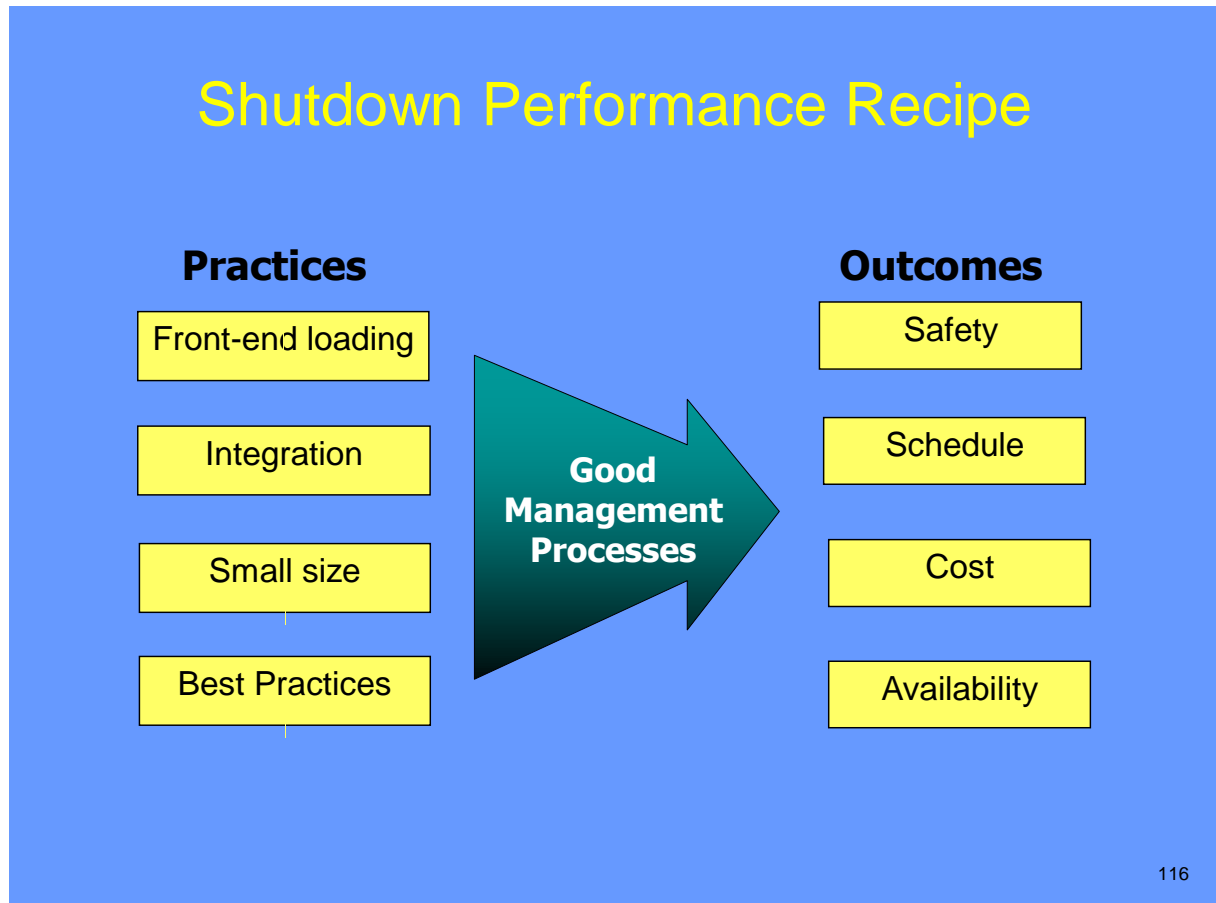 Shutdown Performance Recipe
Practices
Front-end loading
Integration
Small size
Best Practices
Good
Management
Processes
Outcomes
Safety
Schedule
Cost
Availability
116